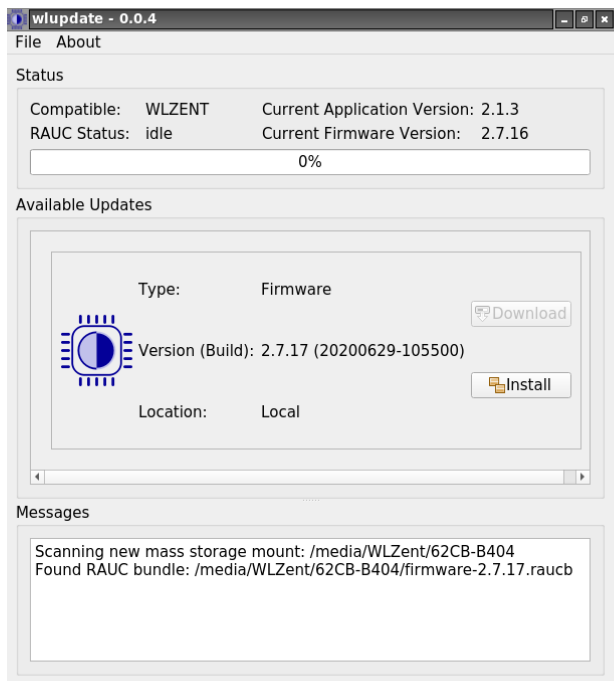 wlupdate - 0.0.4
File About
Status
Compatible: WLZENT Current Application Version: 2.1.3
RAUC Status: idle Current Firmware Version: 2.7.16
0%
Available Updates
Type: Firmware
Download
Version (Build): 2.7.17 (20200629-105500)
Install
Location: Local
Messages
Scanning new mass storage mount: /media/WLZent/62CB-B404
Found RAUC bundle: /media/WLZent/62CB-B404/firmware-2.7.17.raucb